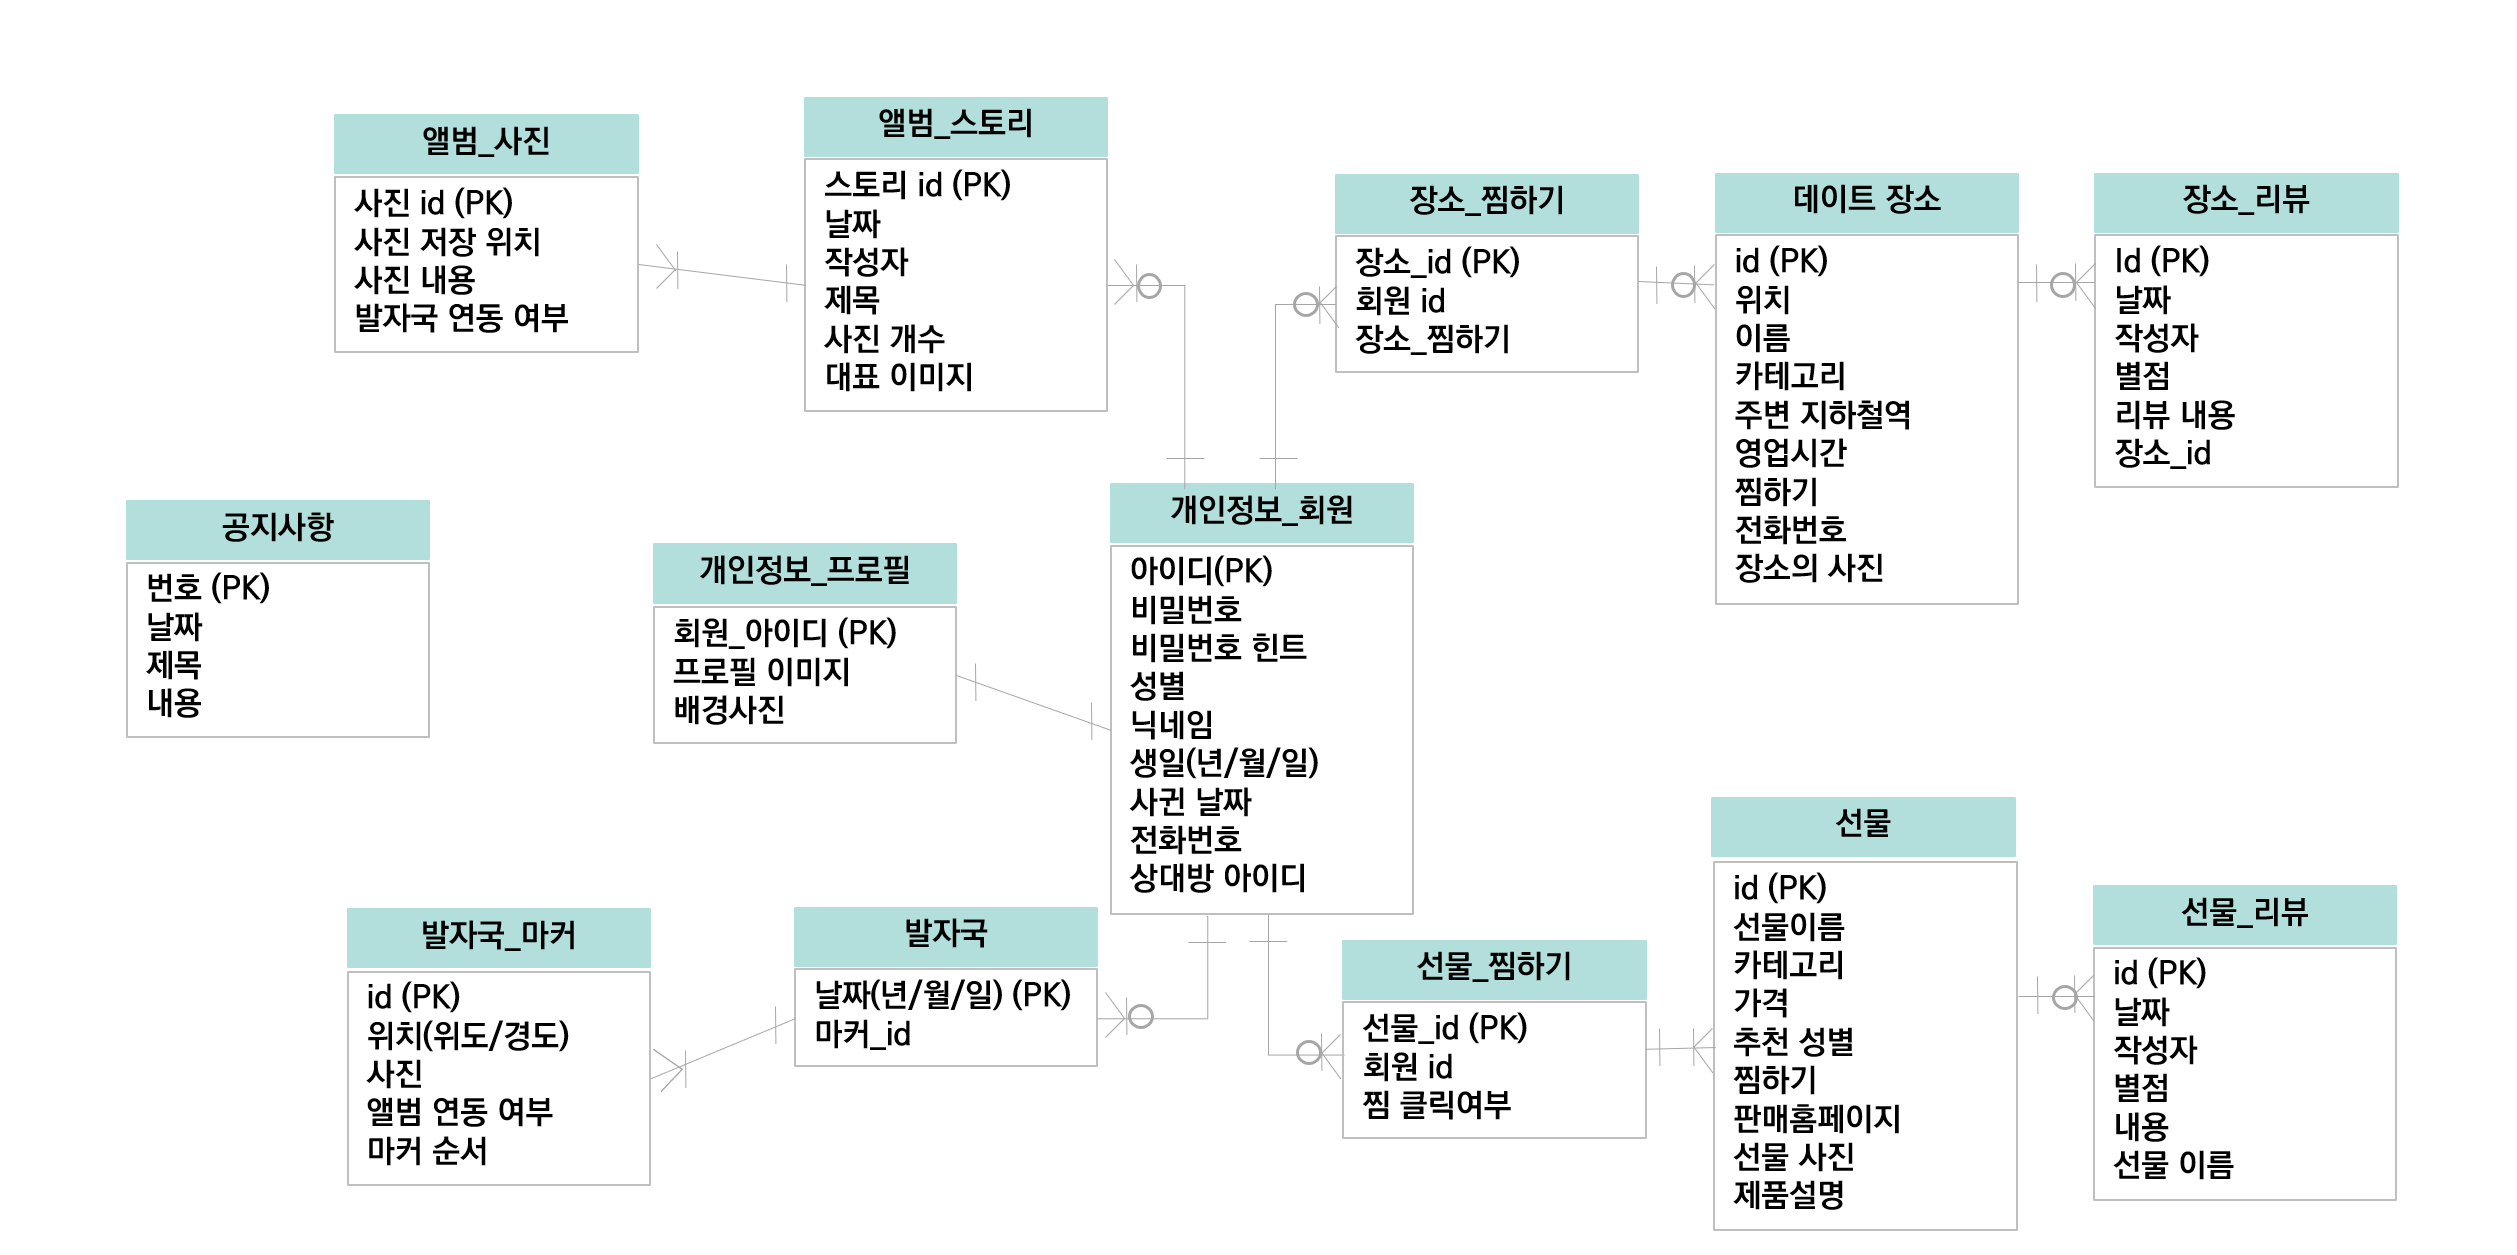 앨범_사진
사진 id (PK)
사진 저장 위치
사진 내용
발자국 연동 여부
앨범_스토리
스토리 id (PK)
날짜
작성자
제목
사진 개수
대표 이미지
장소_찜하기
장소_id (PK)
회원 id
장소_찜하기
데이트 장소
id (PK)
위치
이름
카테고리
주변 지하철역
영업시간
찜하기
전화번호
장소의 사진
장소_리뷰
Id (PK)
날짜
작성자
별점
리뷰 내용
장소_id
공지사항
번호 (PK)
날짜
제목
내용
개인정보_프로필
회원_아이디 (PK)
프로필 이미지
배경사진
개인정보_회원
아이디(PK)
비밀번호
비밀번호 힌트
성별
닉네임
생일(년/월/일)
사귄 날짜
전화번호
상대방 아이디
발자국_마커
id (PK)
위치(위도/경도)
사진
앨범 연동 여부
마커 순서
발자국
날짜(년/월/일) (PK)
마커_id
선물_찜하기
선물_id (PK)
회원 id
찜 클릭여부
선물
id (PK)
선물이름
카테고리
가격
추천 성별
찜하기
판매홈페이지
선물 사진
제품설명
선물_리뷰
id (PK)
날짜
작성자
별점
내용
선물 이름